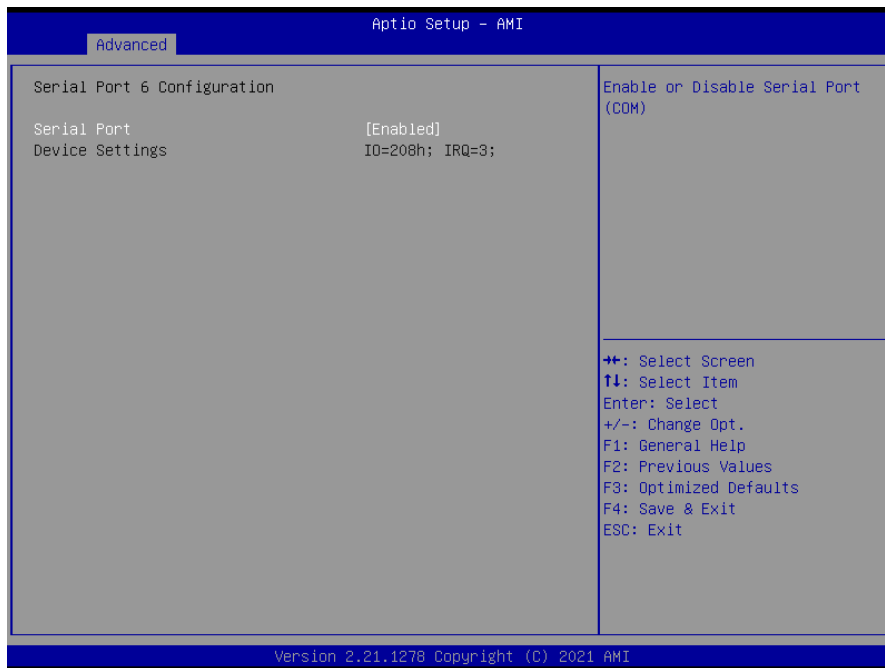 Aptio Setup – AMI
Advanced
Serial Port 6 Configuration
Serial Port [Enabled]
Device Settings IO=208h; IRQ=3;
Enable or Disable Serial Port
(COM)
→←: Select Screen
↑↓: Select Item
Enter: Select
+/-: Change Opt.
F1: General Help
F2: Previous Values
F3: Optimized Defaults
F4: Save & Exit
ESC: Exit
Version 2.21.1278 Copyright (C) 2021 AMI